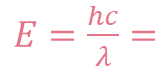 E = hc/λ =